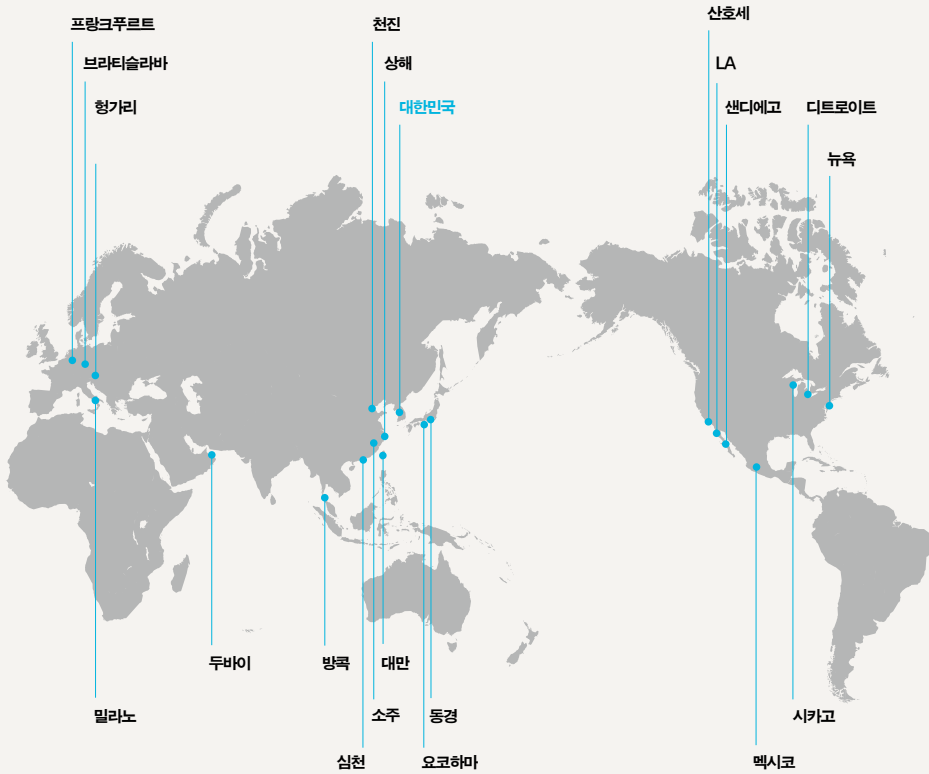 프랑크푸르트
브라티슬라바
헝가리
천진
상해
대한민국
산호세
LA
샌디에고
디트로이트
뉴욕
두바이
방콕
대만
밀라노
소주
동경
시카고
심천
요코하마
멕시코